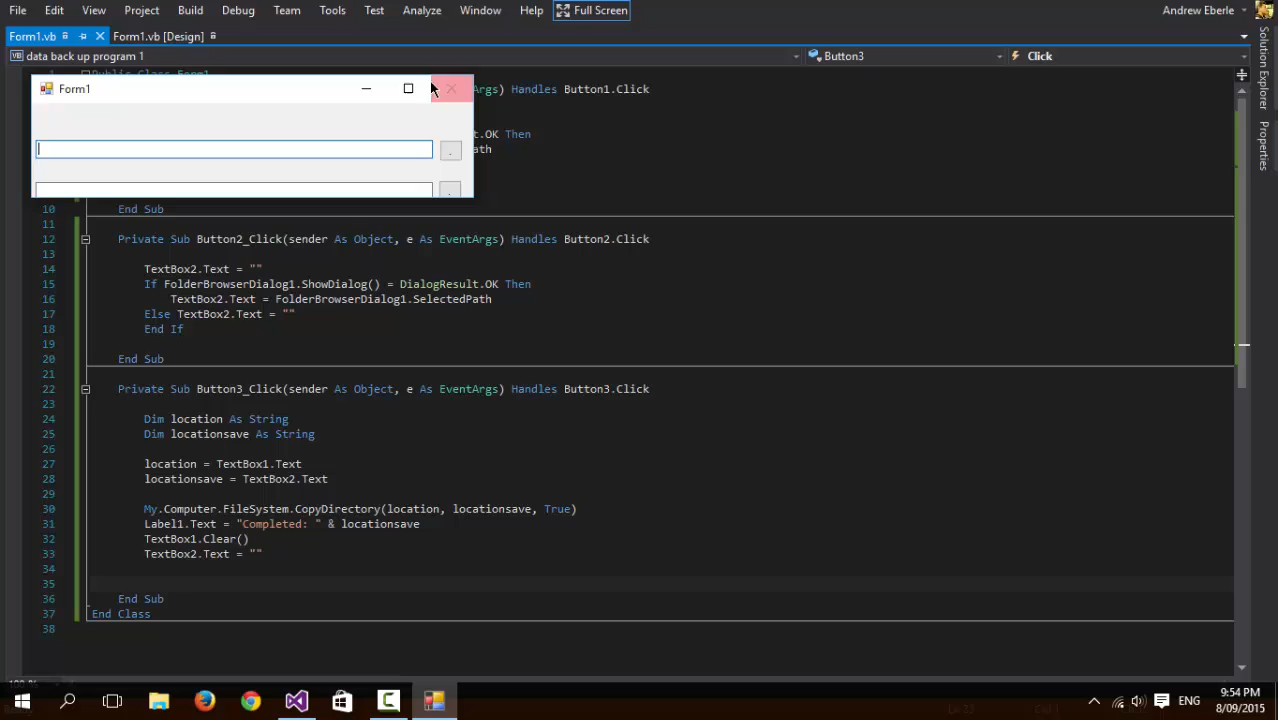 File Edit View Project Build Debug Team Tools Test Analyze Window Help Full Screen Andrew Eberle
Form1.vb Form1.vb [Design]
data back up program 1 Button3 Click
Public Class Form1
Form1
Args) Handles Button1.Click
t.OK Then
ath
.
.
10 End Sub
11
12 Private Sub Button2_Click(sender As Object, e As EventArgs) Handles Button2.Click
13
14 TextBox2.Text = ""
15 If FolderBrowserDialog1.ShowDialog() = DialogResult.OK Then
16 TextBox2.Text = FolderBrowserDialog1.SelectedPath
17 Else TextBox2.Text = ""
18 End If
19
20 End Sub
21
22 Private Sub Button3_Click(sender As Object, e As EventArgs) Handles Button3.Click
23
24 Dim location As String
25 Dim locationsave As String
26
27 location = TextBox1.Text
28 locationsave = TextBox2.Text
29
30 My.Computer.FileSystem.CopyDirectory(location, locationsave, True)
31 Label1.Text = "Completed: " & locationsave
32 TextBox1.Clear()
33 TextBox2.Text = ""
34
35
36 End Sub
37 End Class
38
Solution Explorer
Properties
100 %
ENG
9:54 PM
8/09/2015